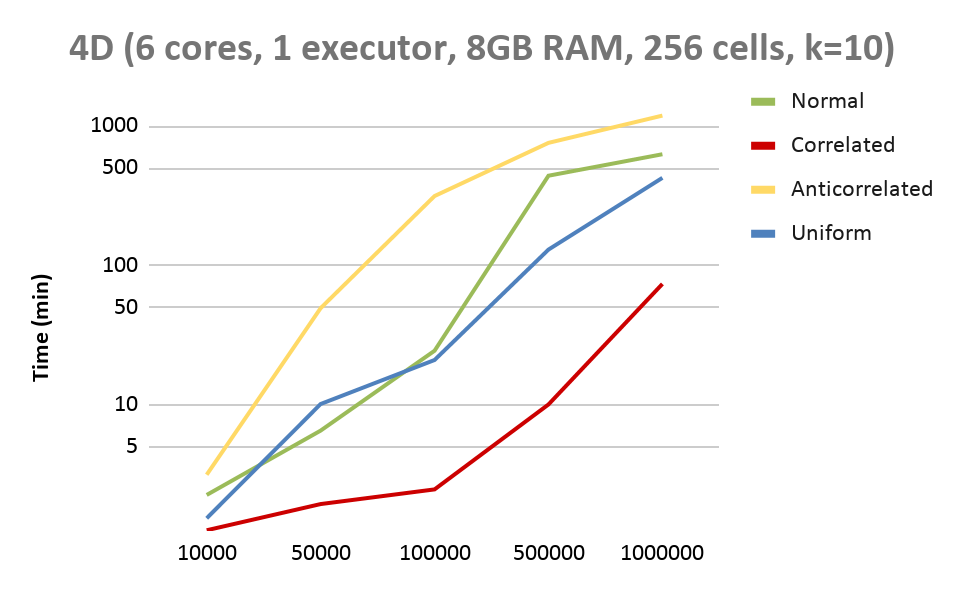 4D (6 cores, 1 executor, 8GB RAM, 256 cells, k=10)
Normal
Correlated
Anticorrelated
Uniform
Time (min)
1000
500
100
50
10
5
10000 50000 100000 500000 1000000